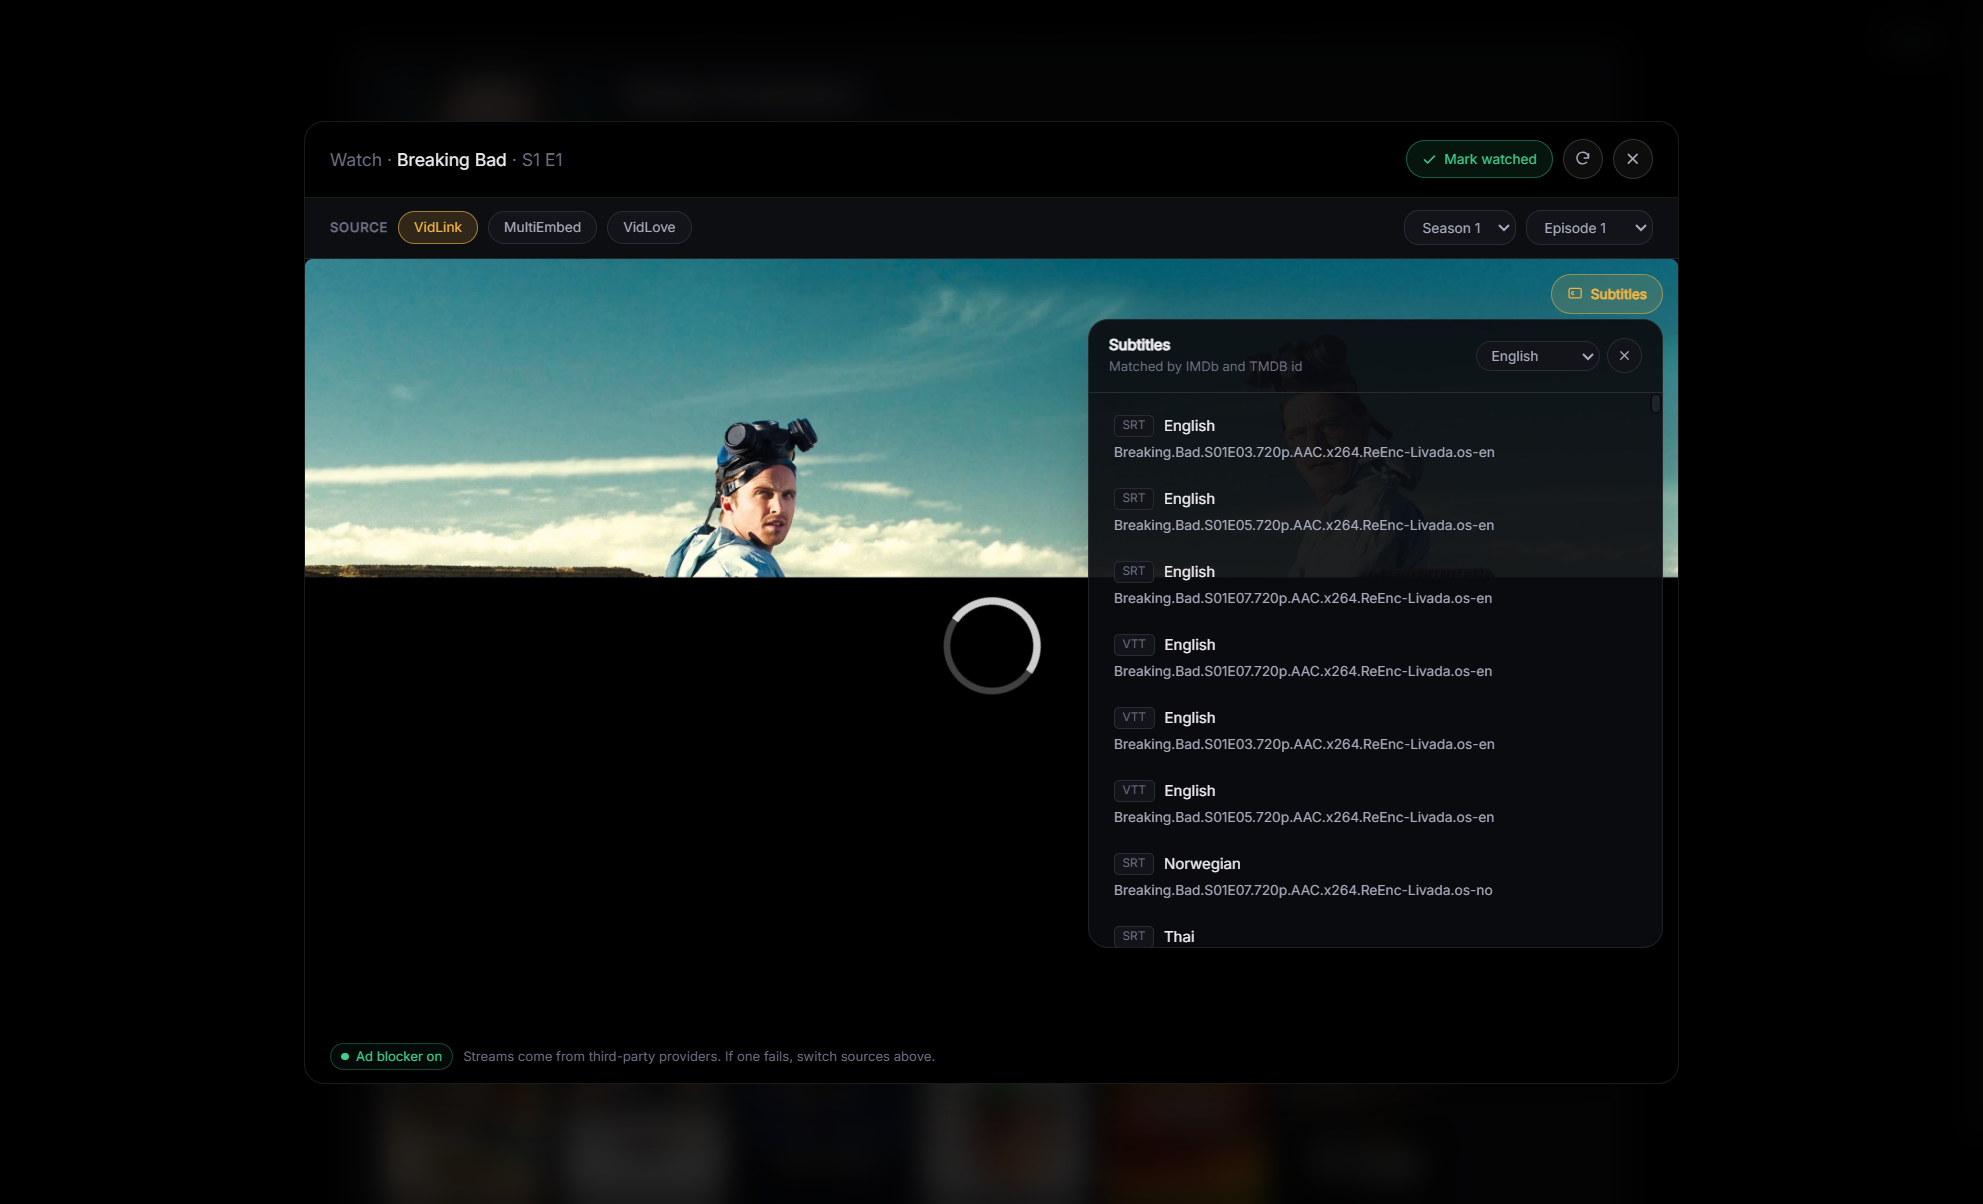 Watch · Breaking Bad · S1 E1
Mark watched
SOURCE
VidLink
MultiEmbed
VidLove
Season 1
Episode 1
Subtitles
Subtitles
Matched by IMDb and TMDB id
English
SRT English
Breaking.Bad.S01E03.720p.AAC.x264.ReEnc-Livada.os-en
SRT English
Breaking.Bad.S01E05.720p.AAC.x264.ReEnc-Livada.os-en
SRT English
Breaking.Bad.S01E07.720p.AAC.x264.ReEnc-Livada.os-en
VTT English
Breaking.Bad.S01E07.720p.AAC.x264.ReEnc-Livada.os-en
VTT English
Breaking.Bad.S01E03.720p.AAC.x264.ReEnc-Livada.os-en
VTT English
Breaking.Bad.S01E05.720p.AAC.x264.ReEnc-Livada.os-en
SRT Norwegian
Breaking.Bad.S01E07.720p.AAC.x264.ReEnc-Livada.os-no
SRT Thai
Ad blocker on
Streams come from third-party providers. If one fails, switch sources above.